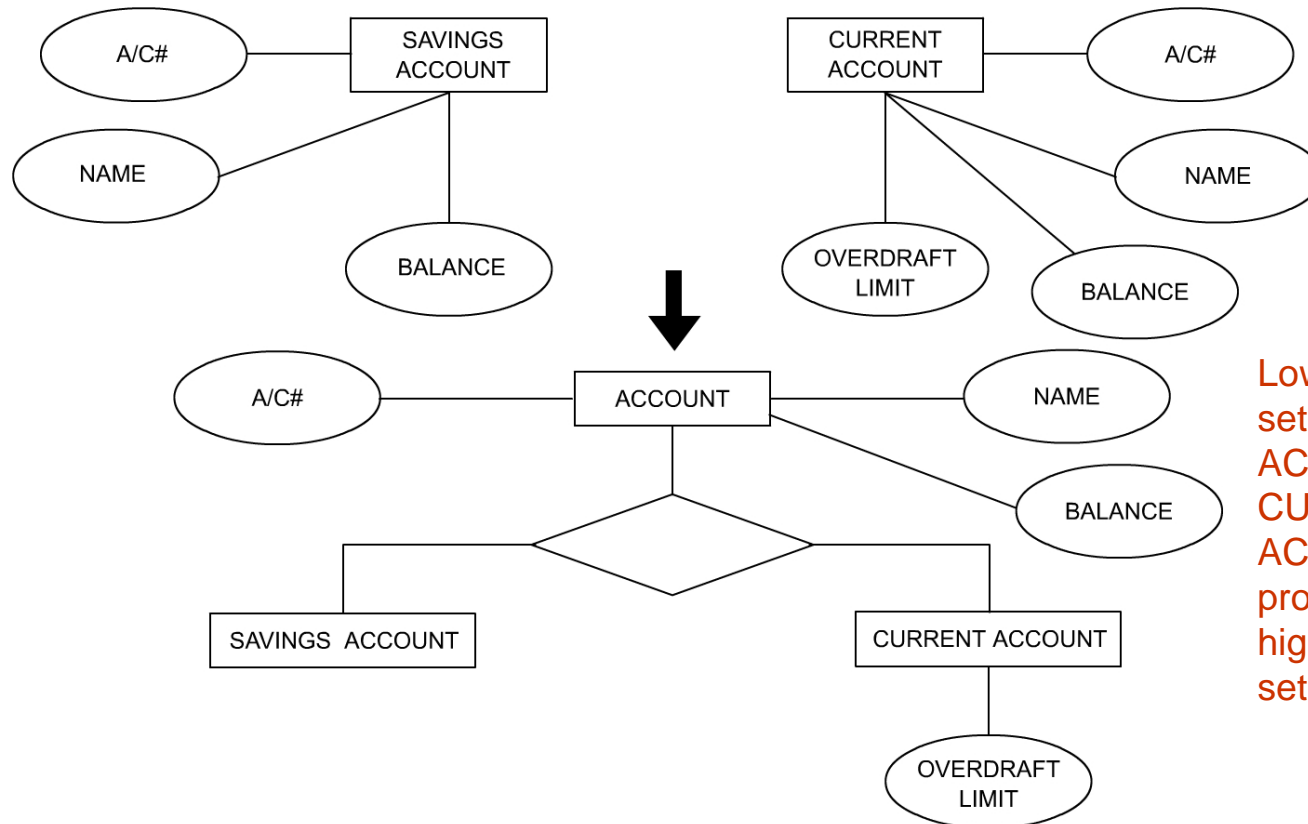 A/C#
SAVINGS
ACCOUNT
CURRENT
ACCOUNT
A/C#
NAME
NAME
BALANCE
OVERDRAFT
LIMIT
BALANCE
A/C#
ACCOUNT
NAME
BALANCE
SAVINGS ACCOUNT
CURRENT ACCOUNT
OVERDRAFT
LIMIT
set